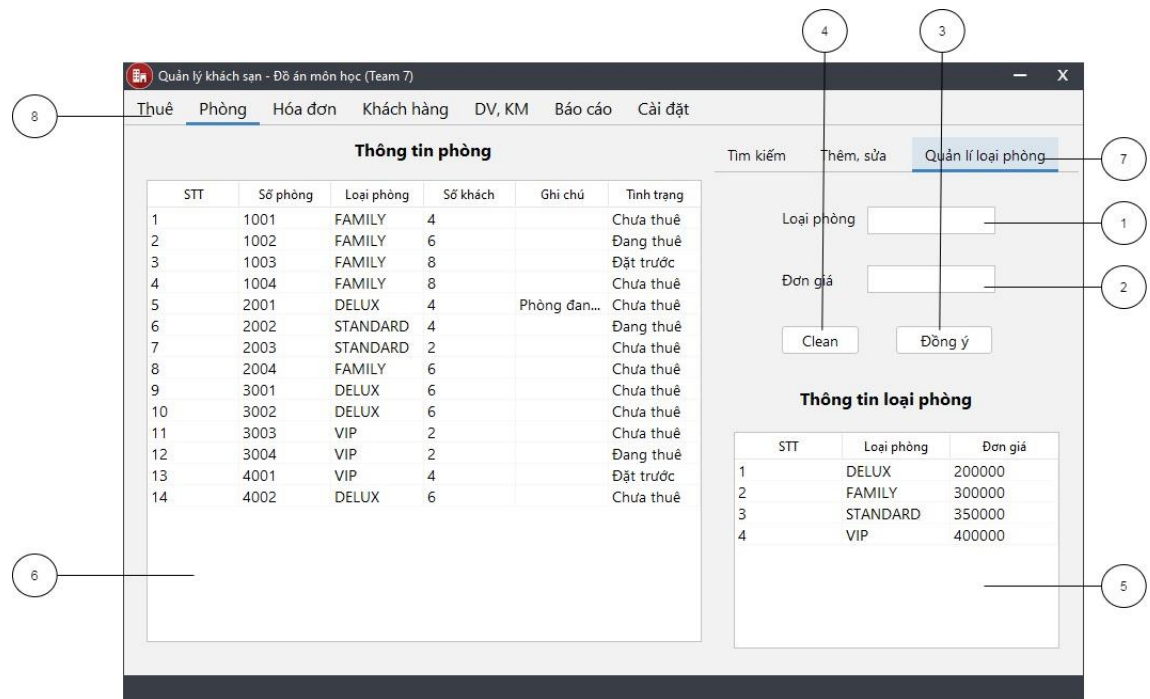 4 3
Quản lý khách sạn - Đồ án môn học (Team 7) X
8 Thuê Phòng Hóa đơn Khách hàng DV, KM Báo cáo Cài đặt
Thông tin phòng
STT Số phòng Loại phòng Số khách Ghi chú Tình trạng
1 1001 FAMILY 4 Chưa thuê
2 1002 FAMILY 6 Đang thuê
3 1003 FAMILY 8 Đặt trước
4 1004 FAMILY 8 Chưa thuê
5 2001 DELUX 4 Phòng đan... Chưa thuê
6 2002 STANDARD 4 Đang thuê
7 2003 STANDARD 2 Chưa thuê
8 2004 FAMILY 6 Chưa thuê
9 3001 DELUX 6 Chưa thuê
10 3002 DELUX 6 Chưa thuê
11 3003 VIP 2 Chưa thuê
12 3004 VIP 2 Đang thuê
13 4001 VIP 4 Đặt trước
14 4002 DELUX 6 Chưa thuê
6
Tìm kiếm Thêm, sửa Quản lí loại phòng 7
Loại phòng 1
Đơn giá 2
Clean Đồng ý
Thông tin loại phòng
STT Loại phòng Đơn giá
1 DELUX 200000
2 FAMILY 300000
3 STANDARD 350000
4 VIP 400000
5